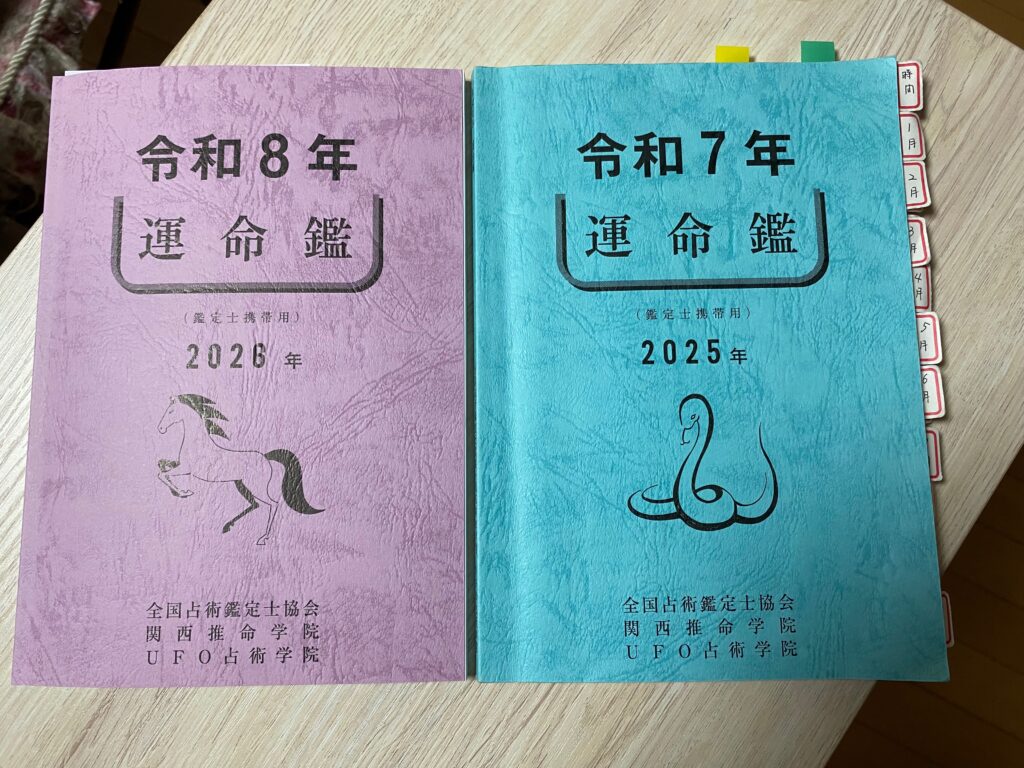 令和8年
運命鑑
(鑑定士携帯用)
2026年
全国占術鑑定士協会
関西推命学院
UFO占術学院
令和7年
運命鑑
(鑑定士携帯用)
2025年
全国占術鑑定士協会
関西推命学院
UFO占術学院
時間
1月
2月
3月
4月
5月
6月